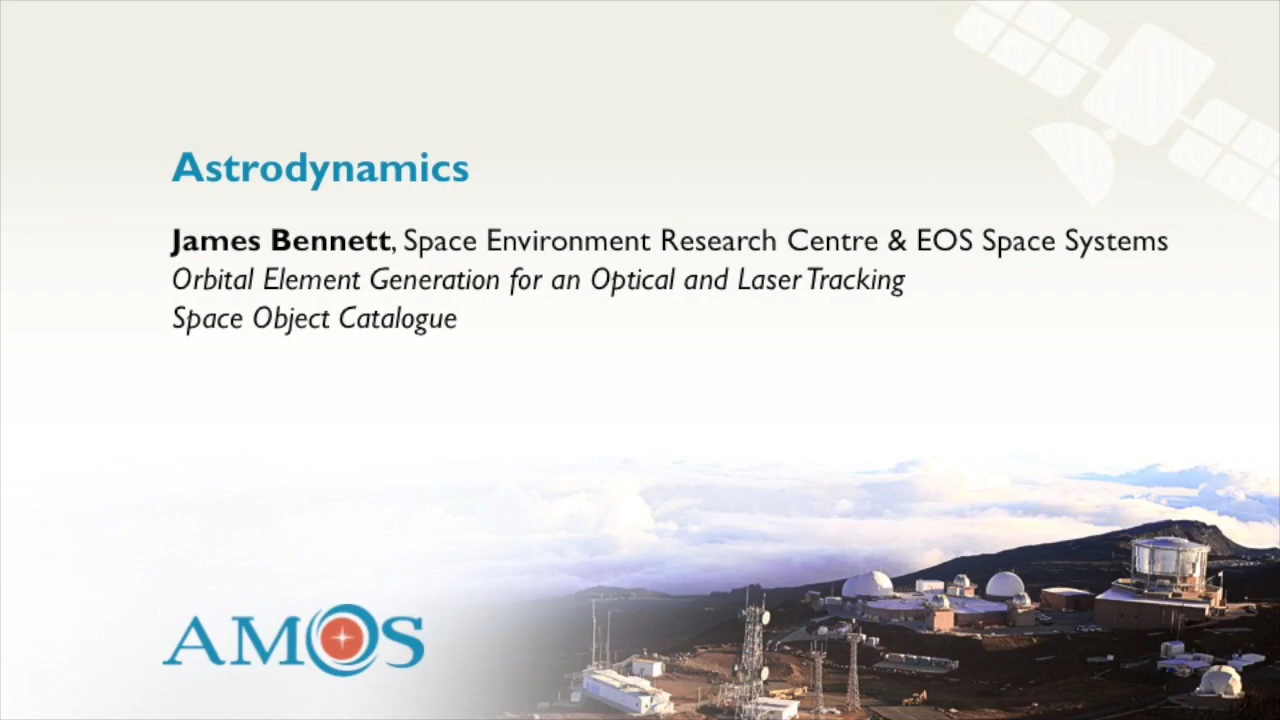 Astrodynamics
James Bennett, Space Environment Research Centre & EOS Space Systems
Orbital Element Generation for an Optical and Laser Tracking
Space Object Catalogue
AMOS